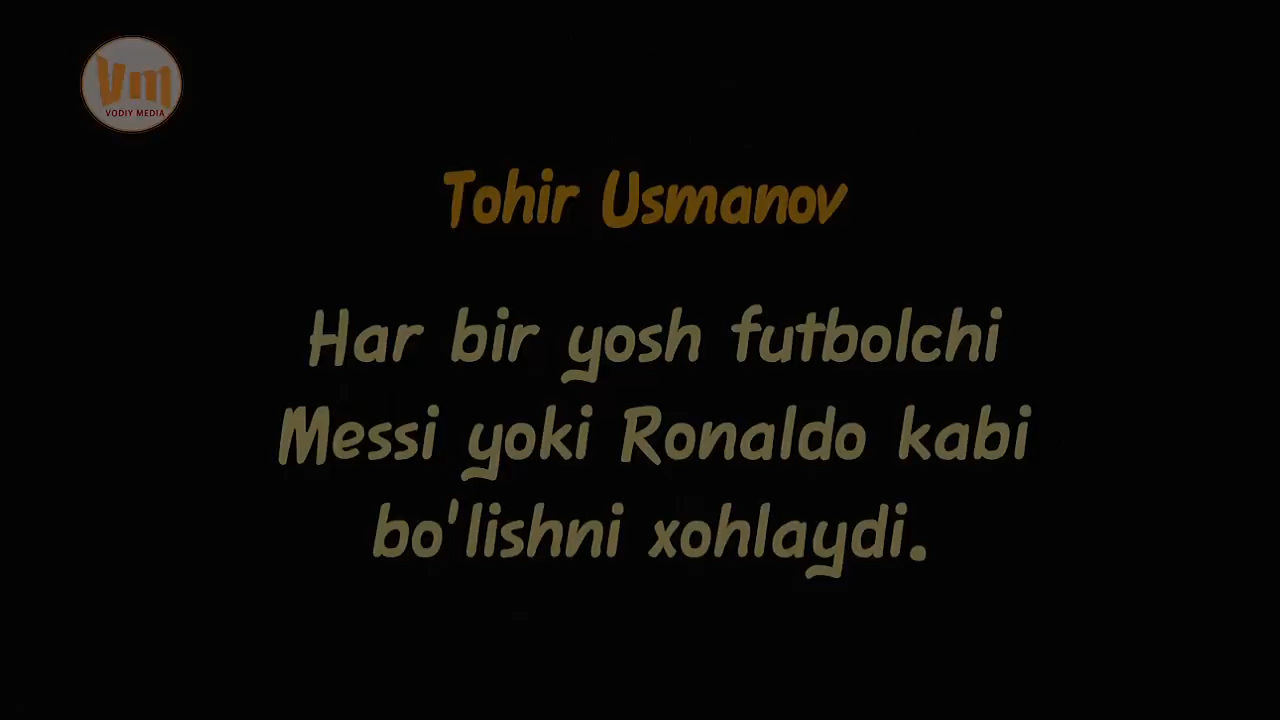 Vm
VODIY MEDIA
Tohir Usmanov
Har bir yosh futbolchi
Messi yoki Ronaldo kabi
bo'lishni xohlaydi.